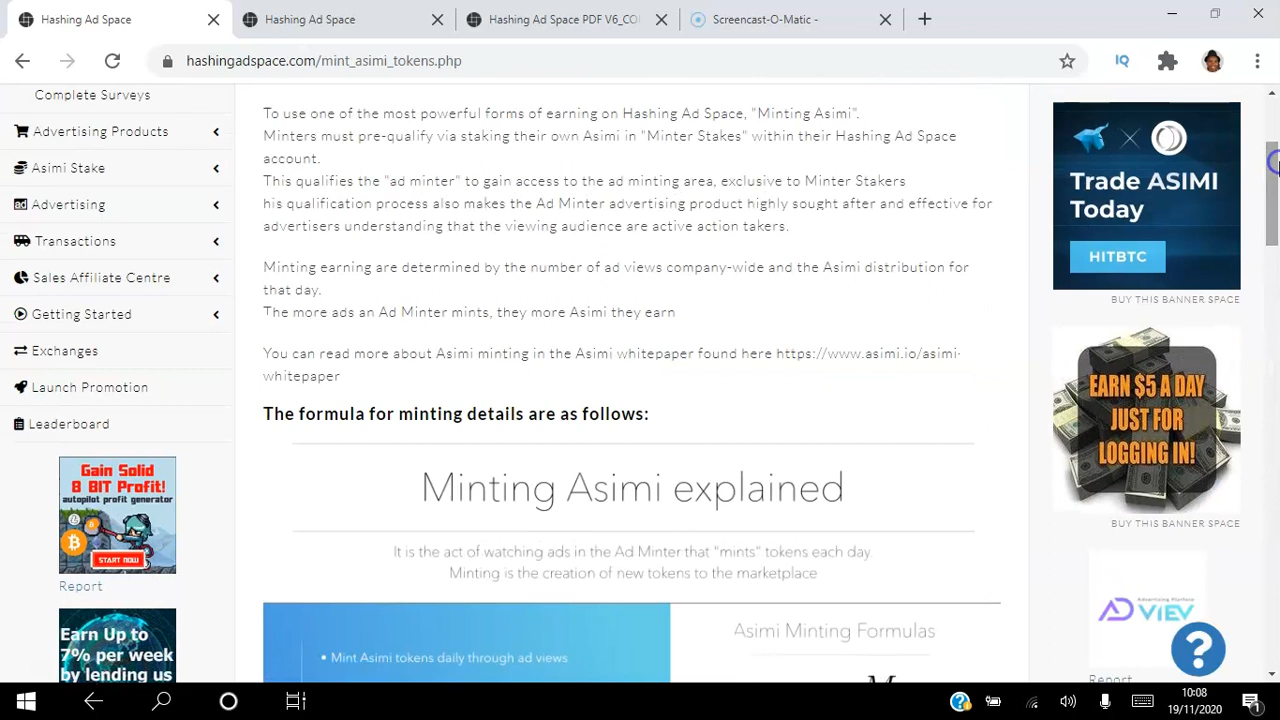 Hashing Ad Space
Hashing Ad Space
Hashing Ad Space PDF V6_CO
Screencast-O-Matic -
hashingadspace.com/mint_asimi_tokens.php
IQ
Complete Surveys
Advertising Products
Asimi Stake
Advertising
Transactions
Sales Affiliate Centre
Getting Started
Exchanges
Launch Promotion
Leaderboard
Gain Solid
8 BIT Profit!
autopilot profit generator
START NOW
Report
Earn Up to
7% per week
by lending us
To use one of the most powerful forms of earning on Hashing Ad Space, "Minting Asimi".
Minters must pre-qualify via staking their own Asimi in "Minter Stakes" within their Hashing Ad Space
account.
This qualifies the "ad minter" to gain access to the ad minting area, exclusive to Minter Stakers
his qualification process also makes the Ad Minter advertising product highly sought after and effective for
advertisers understanding that the viewing audience are active action takers.
Minting earning are determined by the number of ad views company-wide and the Asimi distribution for
that day.
The more ads an Ad Minter mints, they more Asimi they earn
You can read more about Asimi minting in the Asimi whitepaper found here https://www.asimi.io/asimi-
whitepaper
The formula for minting details are as follows:
Minting Asimi explained
It is the act of watching ads in the Ad Minter that "mints" tokens each day.
Minting is the creation of new tokens to the marketplace
• Mint Asimi tokens daily through ad views
Asimi Minting Formulas
Trade ASIMI
Today
HITBTC
BUY THIS BANNER SPACE
EARN $5 A DAY
JUST FOR
LOGGING IN!
BUY THIS BANNER SPACE
Advertising Platform
AD VIEV
Report
?
10:08
19/11/2020